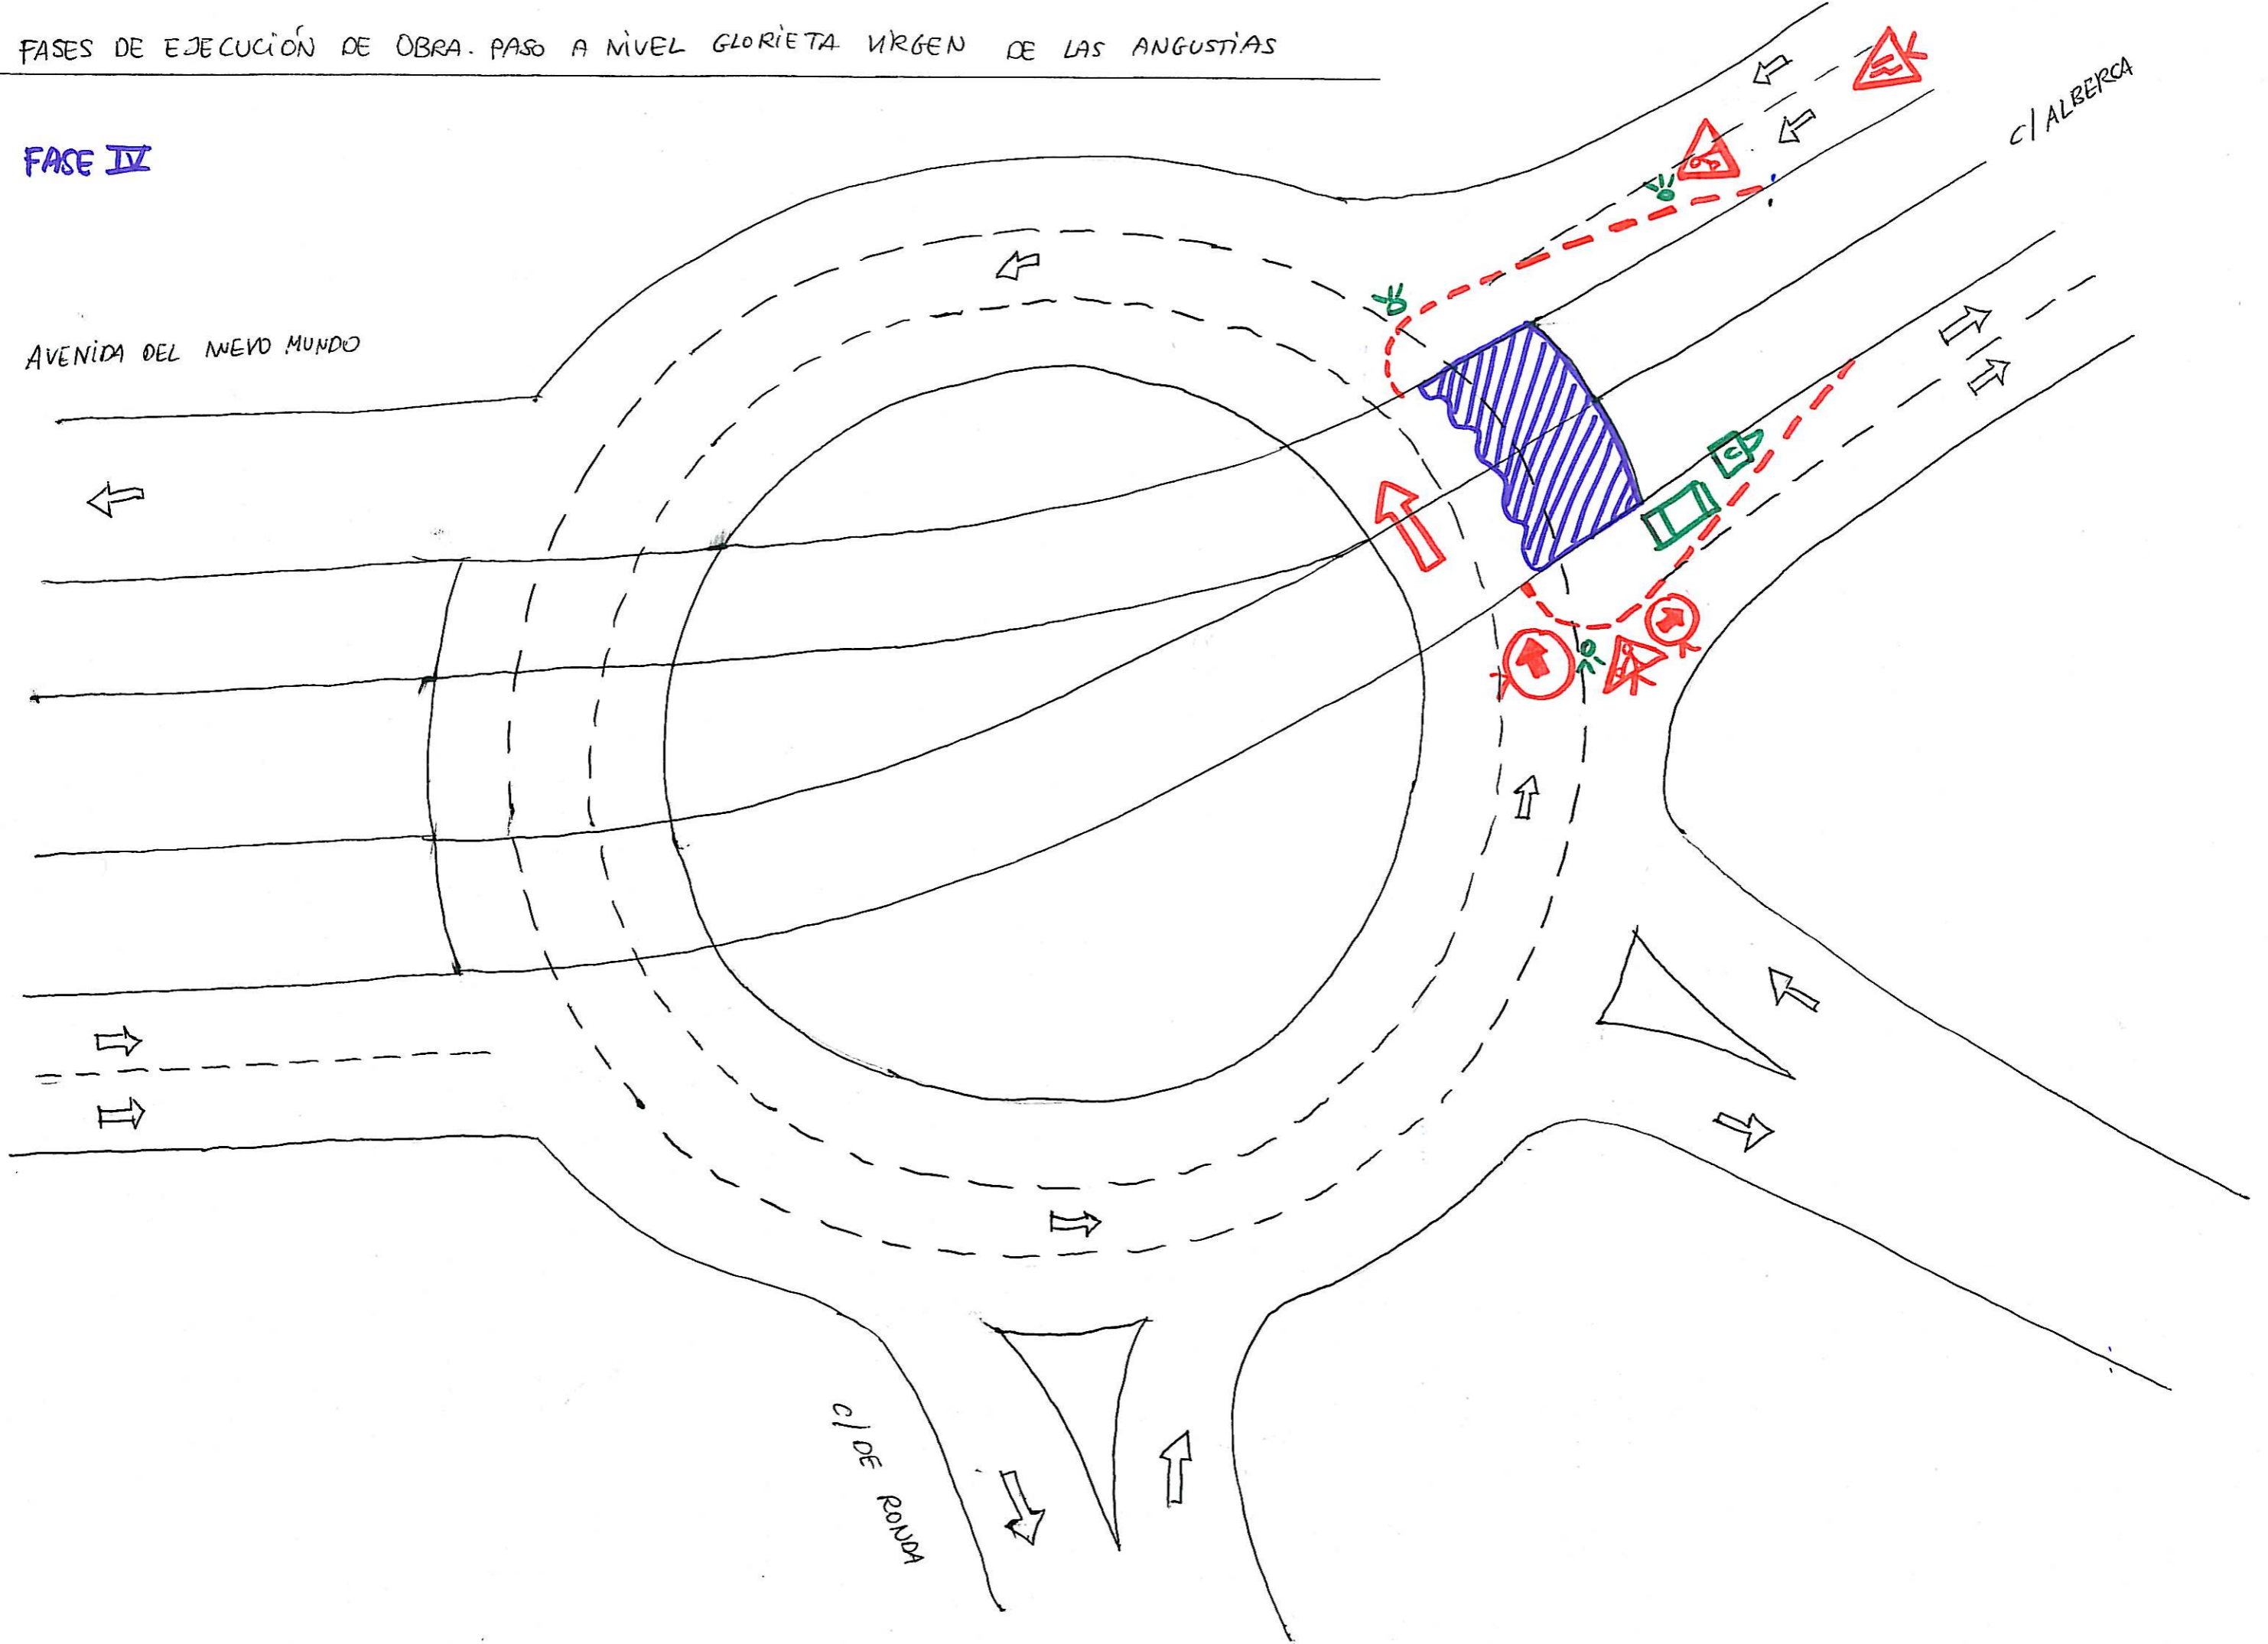 FASES DE EJECUCIÓN DE OBRA. PASO A NIVEL GLORIETA VIRGEN DE LAS ANGUSTIAS
FASE IV
C/ ALBERCA
AVENIDA DEL NUEVO MUNDO
C/ DE RONDA